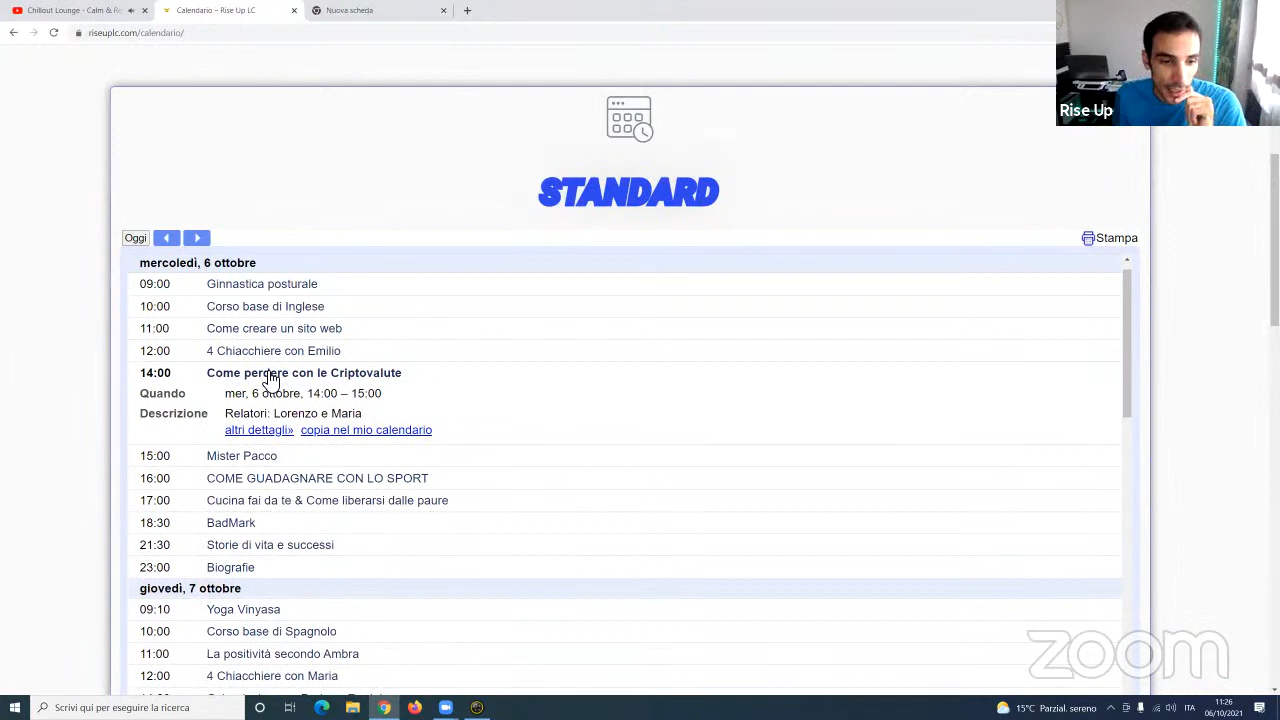 Chillout Lounge - Calm & Re
Calendario – Rise Up LC
Nuova scheda
riseuplc.com/calendario/
Rise Up
STANDARD
Oggi
Stampa
mercoledì, 6 ottobre
09:00 Ginnastica posturale
10:00 Corso base di Inglese
11:00 Come creare un sito web
12:00 4 Chiacchiere con Emilio
14:00 Come perdere con le Criptovalute
Quando mer, 6 ottobre, 14:00 – 15:00
Descrizione Relatori: Lorenzo e Maria
altri dettagli» copia nel mio calendario
15:00 Mister Pacco
16:00 COME GUADAGNARE CON LO SPORT
17:00 Cucina fai da te & Come liberarsi dalle paure
18:30 BadMark
21:30 Storie di vita e successi
23:00 Biografie
giovedì, 7 ottobre
09:10 Yoga Vinyasa
10:00 Corso base di Spagnolo
11:00 La positività secondo Ambra
12:00 4 Chiacchiere con Maria
zoom
Scrivi qui per eseguire la ricerca
15°C Parzial. sereno
ITA
11:26
06/10/2021